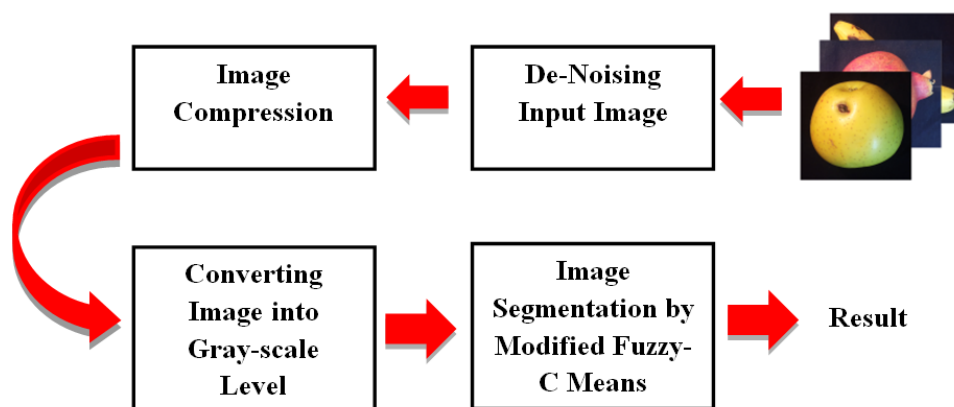 Image
Compression
De-Noising
Input Image
Converting
Image into
Gray-scale
Level
Image
Segmentation by
Modified Fuzzy-
C Means
Result